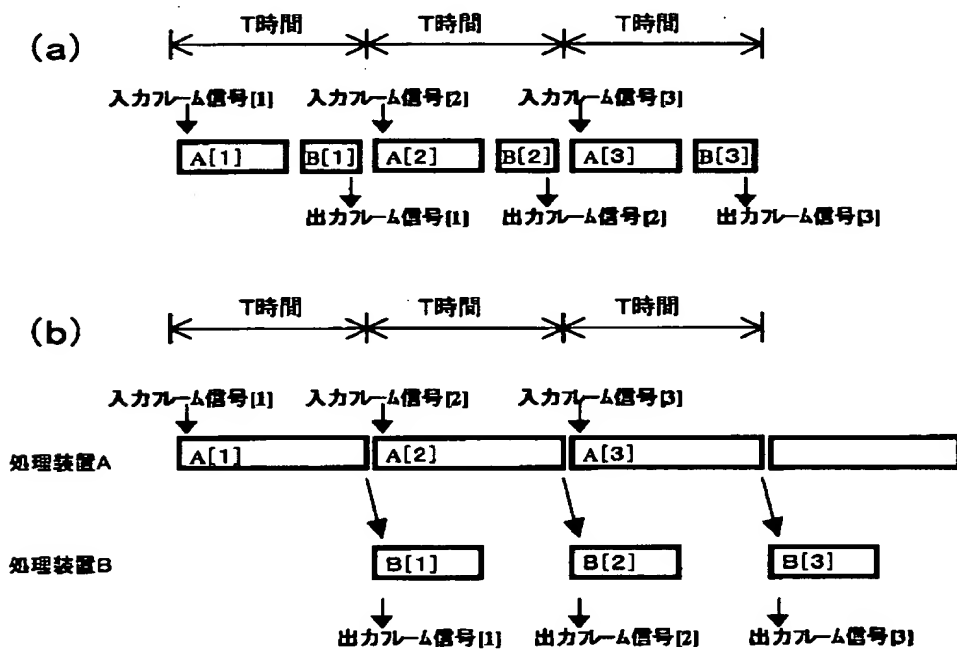 (a)
T時間 T時間 T時間
入力フレーム信号[1] 入力フレーム信号[2] 入力フレーム信号[3]
A[1] B[1] A[2] B[2] A[3] B[3]
出力フレーム信号[1] 出力フレーム信号[2] 出力フレーム信号[3]
(b)
T時間 T時間 T時間
入力フレーム信号[1] 入力フレーム信号[2] 入力フレーム信号[3]
処理装置A A[1] A[2] A[3]
処理装置B B[1] B[2] B[3]
出力フレーム信号[1] 出力フレーム信号[2] 出力フレーム信号[3]